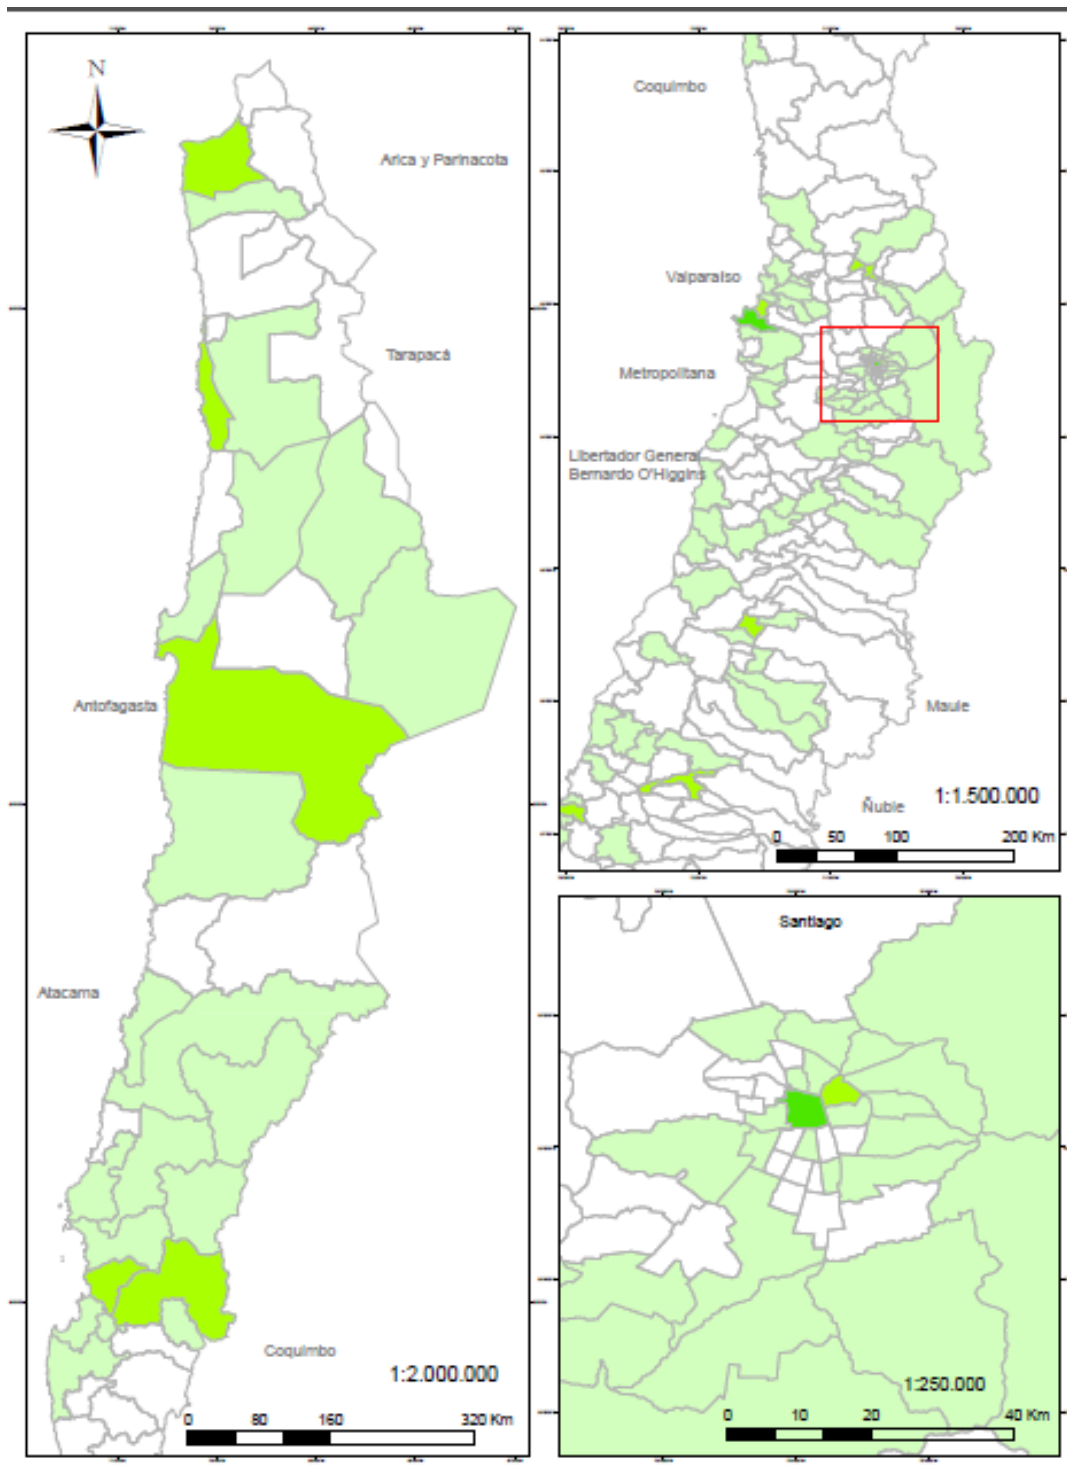 N
Arica y Parinacota
Tarapacá
Antofagasta
Atacama
Coquimbo
1:2.000.000
0 80 160 320 Km
Coquimbo
Valparaíso
Metropolitana
Libertador General
Bernardo O'Higgins
Maule
Ñuble
1:1.500.000
0 50 100 200 Km
Santiago
1:250.000
0 10 20 40 Km